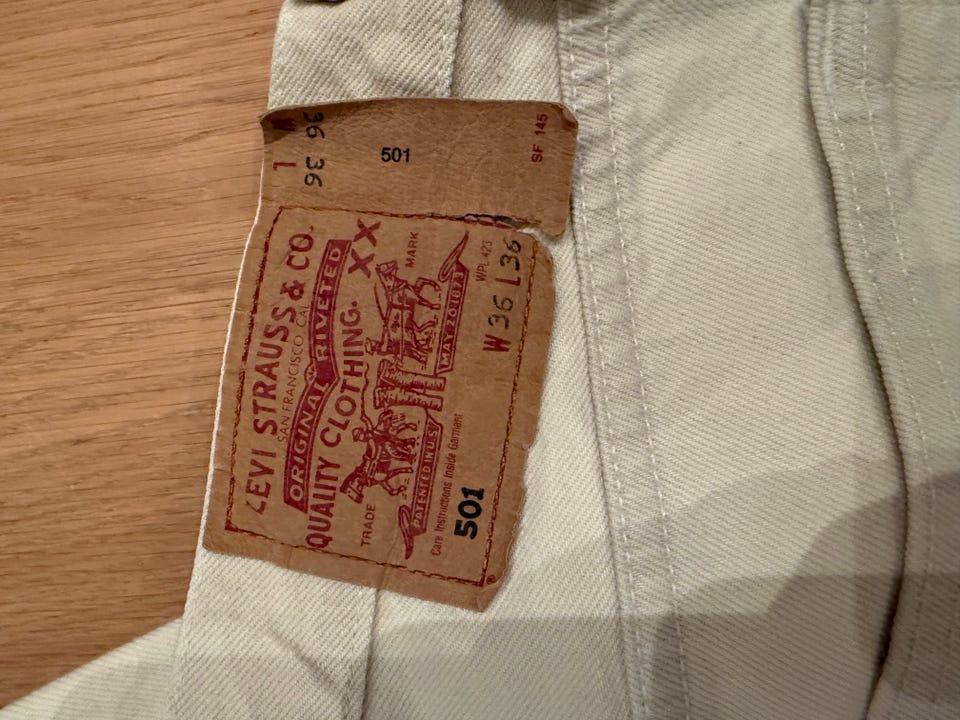 LEVI STRAUSS & CO.
SAN FRANCISCO CAL
ORIGINAL RIVETED
QUALITY CLOTHING.
XX
TRADE MARK
PATENTED IN U.S.
MAY 20 1873
WPL 423
Care Instructions Inside Garment
W 36 L 36
501
®
W L
36 36
501
SF 145